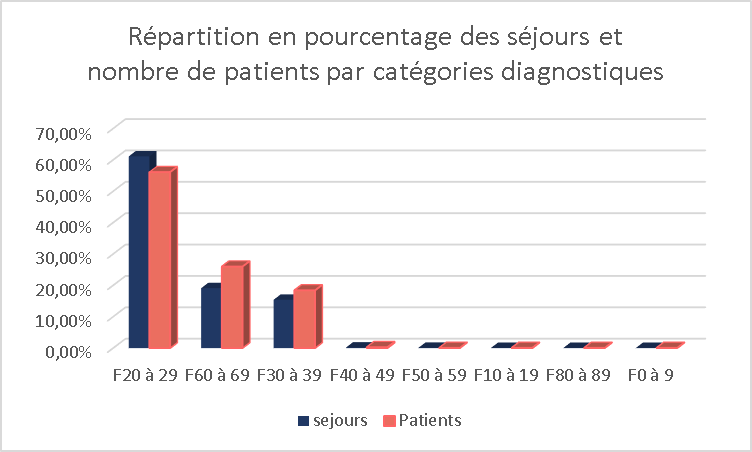 Répartition en pourcentage des séjours et
nombre de patients par catégories diagnostiques
70,00%
60,00%
50,00%
40,00%
30,00%
20,00%
10,00%
0,00%
F20 à 29 F60 à 69 F30 à 39 F40 à 49 F50 à 59 F10 à 19 F80 à 89 F0 à 9
sejours Patients